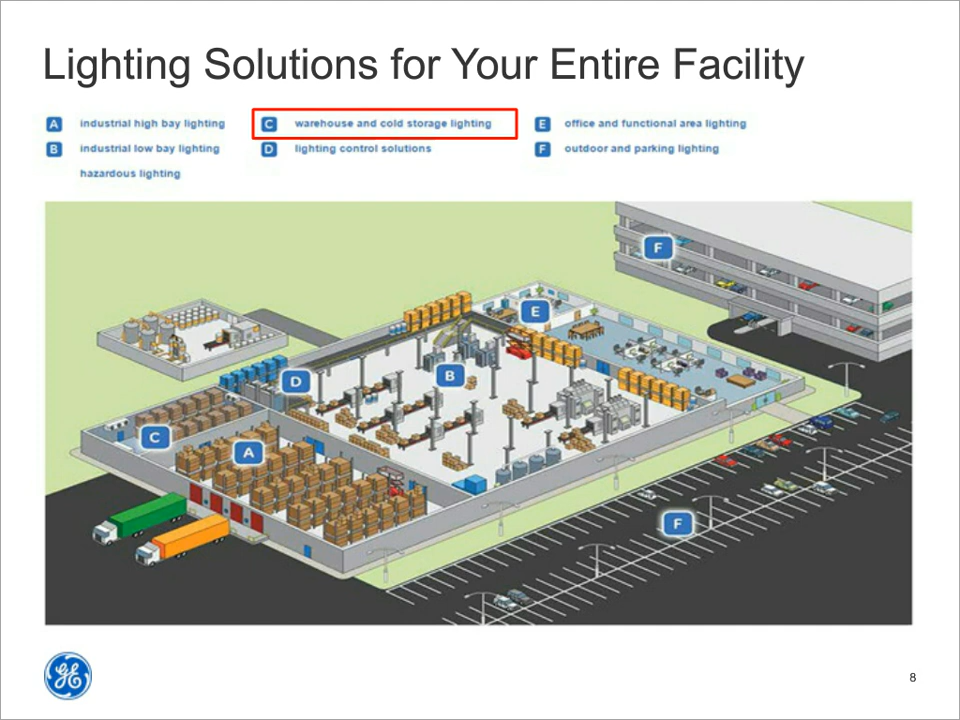 Lighting Solutions for Your Entire Facility
A industrial high bay lighting
B industrial low bay lighting
hazardous lighting
C warehouse and cold storage lighting
D lighting control solutions
E office and functional area lighting
F outdoor and parking lighting
F
E
B
D
C
A
F
GE
8